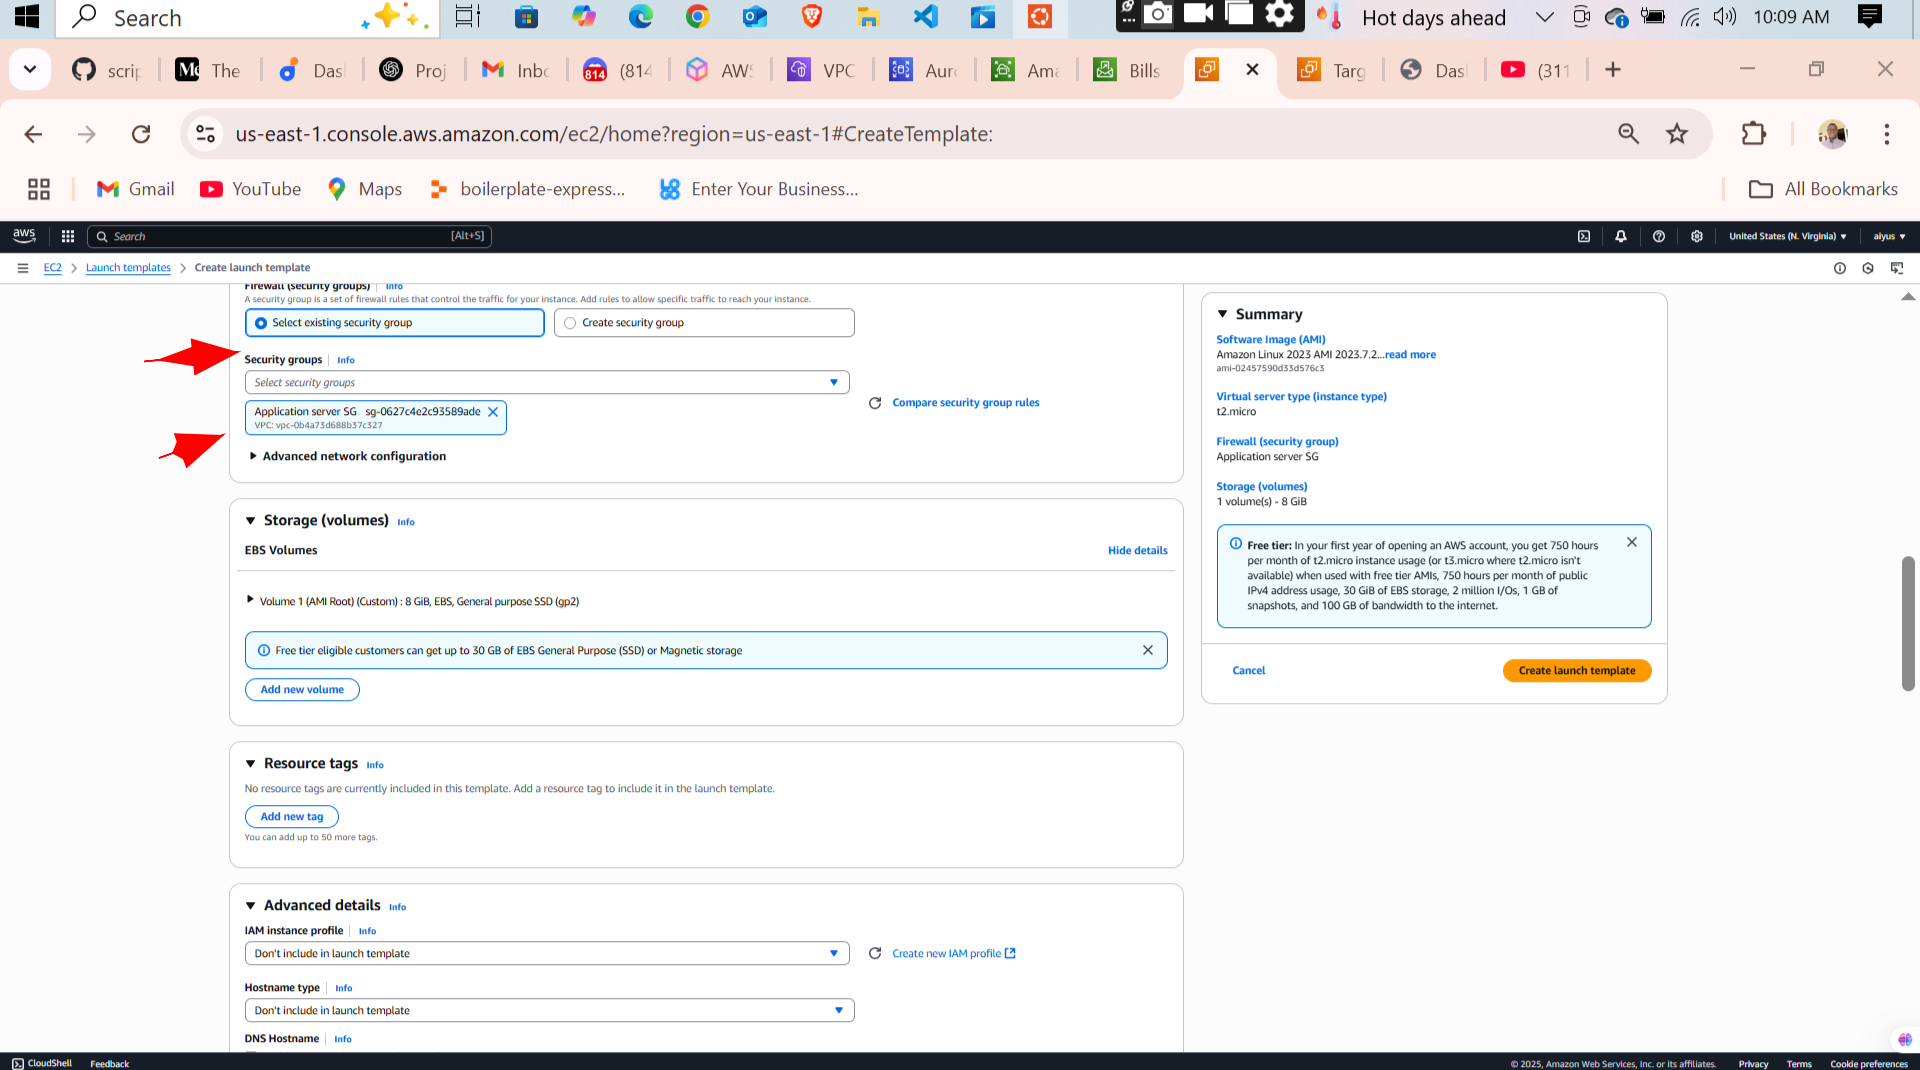 Search
Hot days ahead
10:09 AM
scrip
The
Das
Proj
Inbo
(814
AWS
VPC
Auro
Ama
Bills
Targ
Das
(311
us-east-1.console.aws.amazon.com/ec2/home?region=us-east-1#CreateTemplate:
Gmail
YouTube
Maps
boilerplate-express...
Enter Your Business...
All Bookmarks
aws
Search
[Alt+S]
United States (N. Virginia)
aiyus
EC2
Launch templates
Create launch template
Firewall (security groups) Info
A security group is a set of firewall rules that control the traffic for your instance. Add rules to allow specific traffic to reach your instance.
Select existing security group
Create security group
Security groups Info
Select security groups
Application server SG sg-0627c4e2c93589ade
VPC: vpc-0b4a73d688b37c327
Compare security group rules
Advanced network configuration
Storage (volumes) Info
EBS Volumes
Hide details
Volume 1 (AMI Root) (Custom) : 8 GiB, EBS, General purpose SSD (gp2)
Free tier eligible customers can get up to 30 GB of EBS General Purpose (SSD) or Magnetic storage
Add new volume
Resource tags Info
No resource tags are currently included in this template. Add a resource tag to include it in the launch template.
Add new tag
You can add up to 50 more tags.
Advanced details Info
IAM instance profile Info
Don't include in launch template
Create new IAM profile
Hostname type Info
Don't include in launch template
DNS Hostname Info
Summary
Software Image (AMI)
Amazon Linux 2023 AMI 2023.7.2...read more
ami-02457590d33d576c3
Virtual server type (instance type)
t2.micro
Firewall (security group)
Application server SG
Storage (volumes)
1 volume(s) - 8 GiB
Free tier: In your first year of opening an AWS account, you get 750 hours
per month of t2.micro instance usage (or t3.micro where t2.micro isn't
available) when used with free tier AMIs, 750 hours per month of public
IPv4 address usage, 30 GiB of EBS storage, 2 million I/Os, 1 GB of
snapshots, and 100 GB of bandwidth to the internet.
Cancel
Create launch template
CloudShell
Feedback
© 2025, Amazon Web Services, Inc. or its affiliates.
Privacy
Terms
Cookie preferences